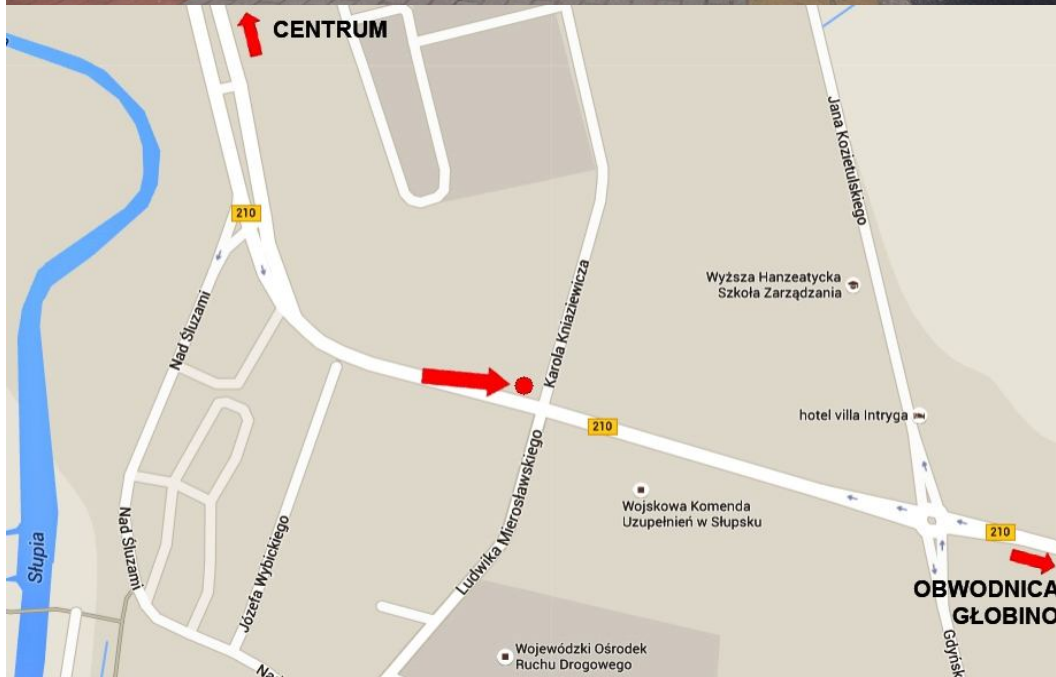 CENTRUM
Jana Kozietulskiego
210
Nad Śluzami
Karola Kniaziewicza
Wyższa Hanzeatycka
Szkoła Zarządzania
hotel villa Intryga
210
Wojskowa Komenda
Uzupełnień w Słupsku
210
Nad Śluzami
Słupia
Józefa Wybickiego
Ludwika Mierosławskiego
OBWODNICA
GŁOBINO
Wojewódzki Ośrodek
Ruchu Drogowego